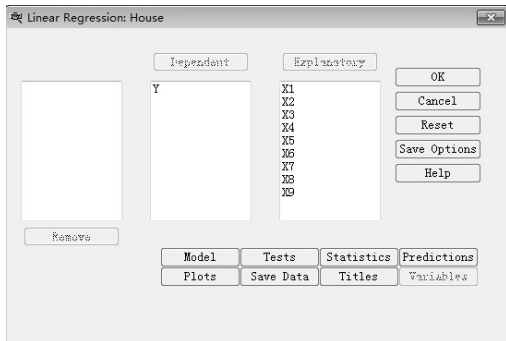 Linear Regression: House
Dependent
Explanatory
Y
X1
X2
X3
X4
X5
X6
X7
X8
X9
OK
Cancel
Reset
Save Options
Help
Remove
Model Tests Statistics Predictions
Plots Save Data Titles Variables